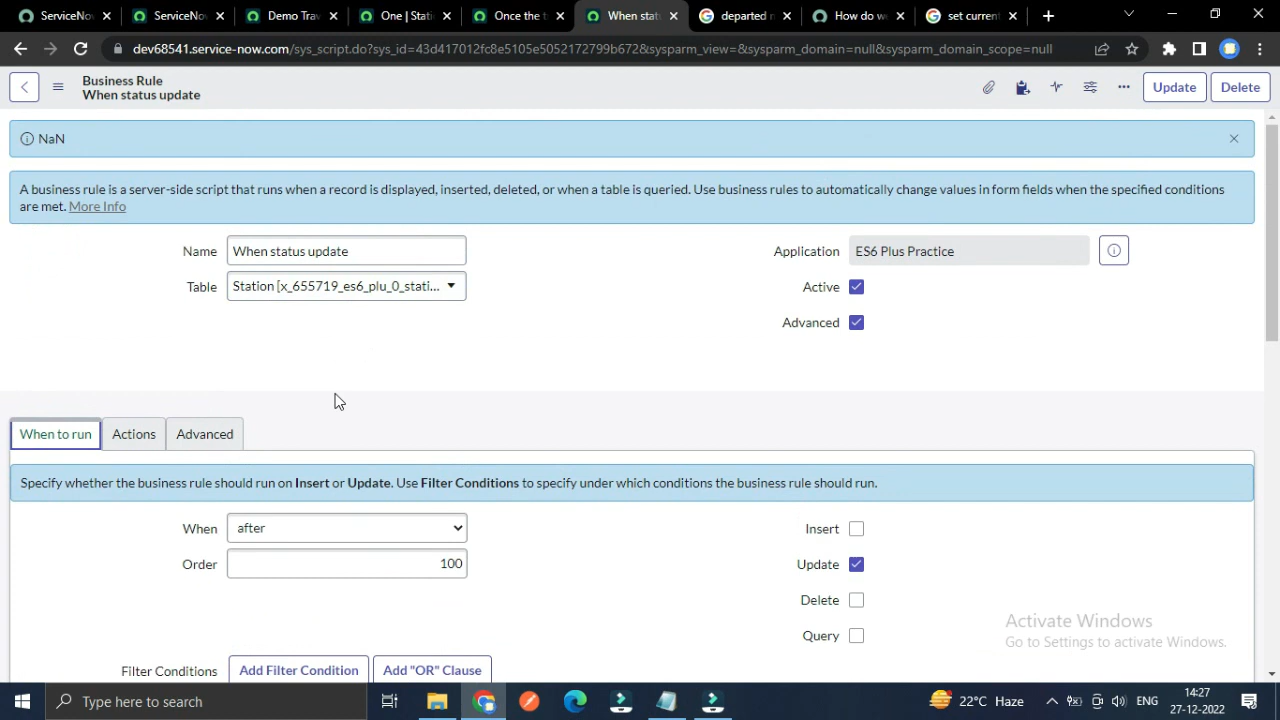 ServiceNow
ServiceNow
Demo Tra
One | Stati
Once the t
When statu
departed n
How do we
set current
dev68541.service-now.com/sys_script.do?sys_id=43d417012fc8e5105e5052172799b672&sysparm_view=&sysparm_domain=null&sysparm_domain_scope=null
Business Rule
When status update
Update
Delete
NaN
A business rule is a server-side script that runs when a record is displayed, inserted, deleted, or when a table is queried. Use business rules to automatically change values in form fields when the specified conditions
are met. More Info
Name
When status update
Application
ES6 Plus Practice
Table
Station [x_655719_es6_plu_0_stati...
Active
Advanced
When to run
Actions
Advanced
Specify whether the business rule should run on Insert or Update. Use Filter Conditions to specify under which conditions the business rule should run.
When
after
Insert
Order
100
Update
Delete
Query
Activate Windows
Go to Settings to activate Windows.
Filter Conditions
Add Filter Condition
Add "OR" Clause
Type here to search
22°C Haze
ENG
14:27
27-12-2022